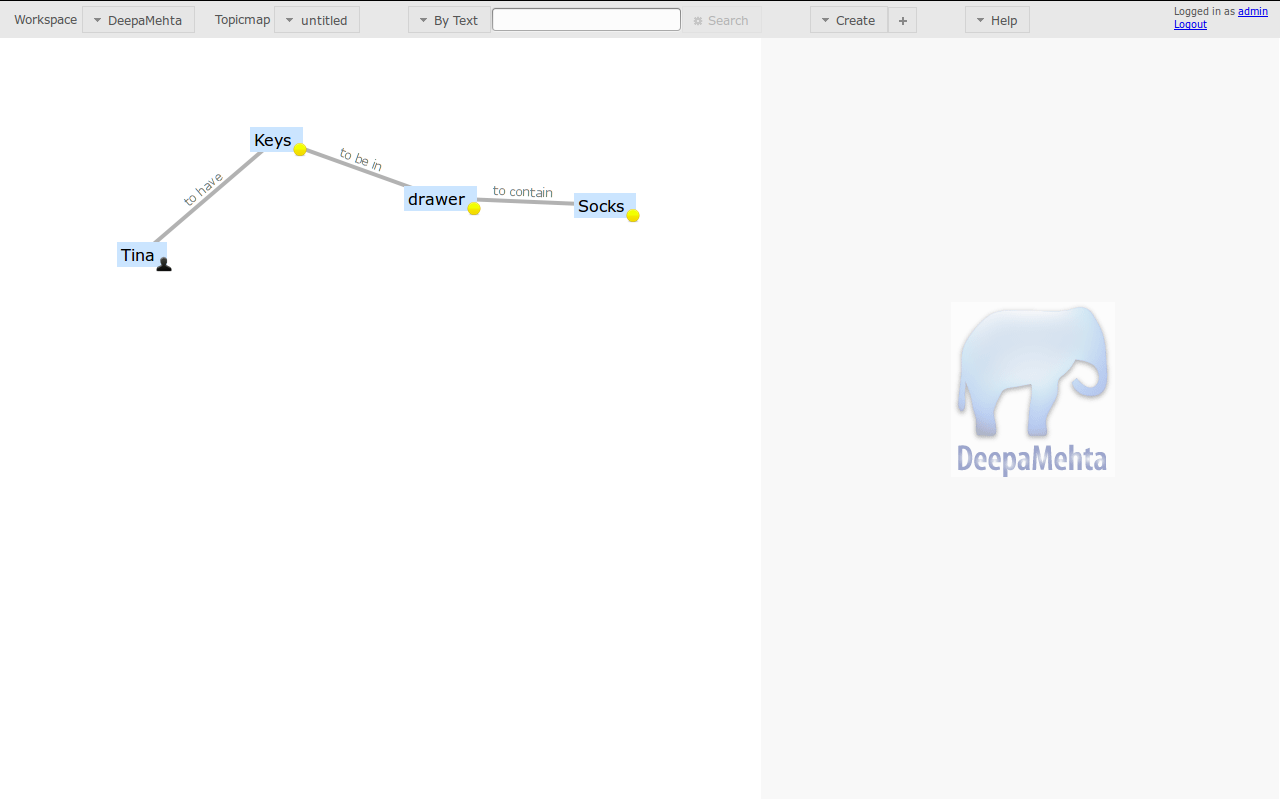 Workspace
DeepaMehta
Topicmap
untitled
By Text
Search
Create
+
Help
Logged in as admin
Logout
Keys
to be in
to have
drawer
to contain
Socks
Tina
DeepaMehta